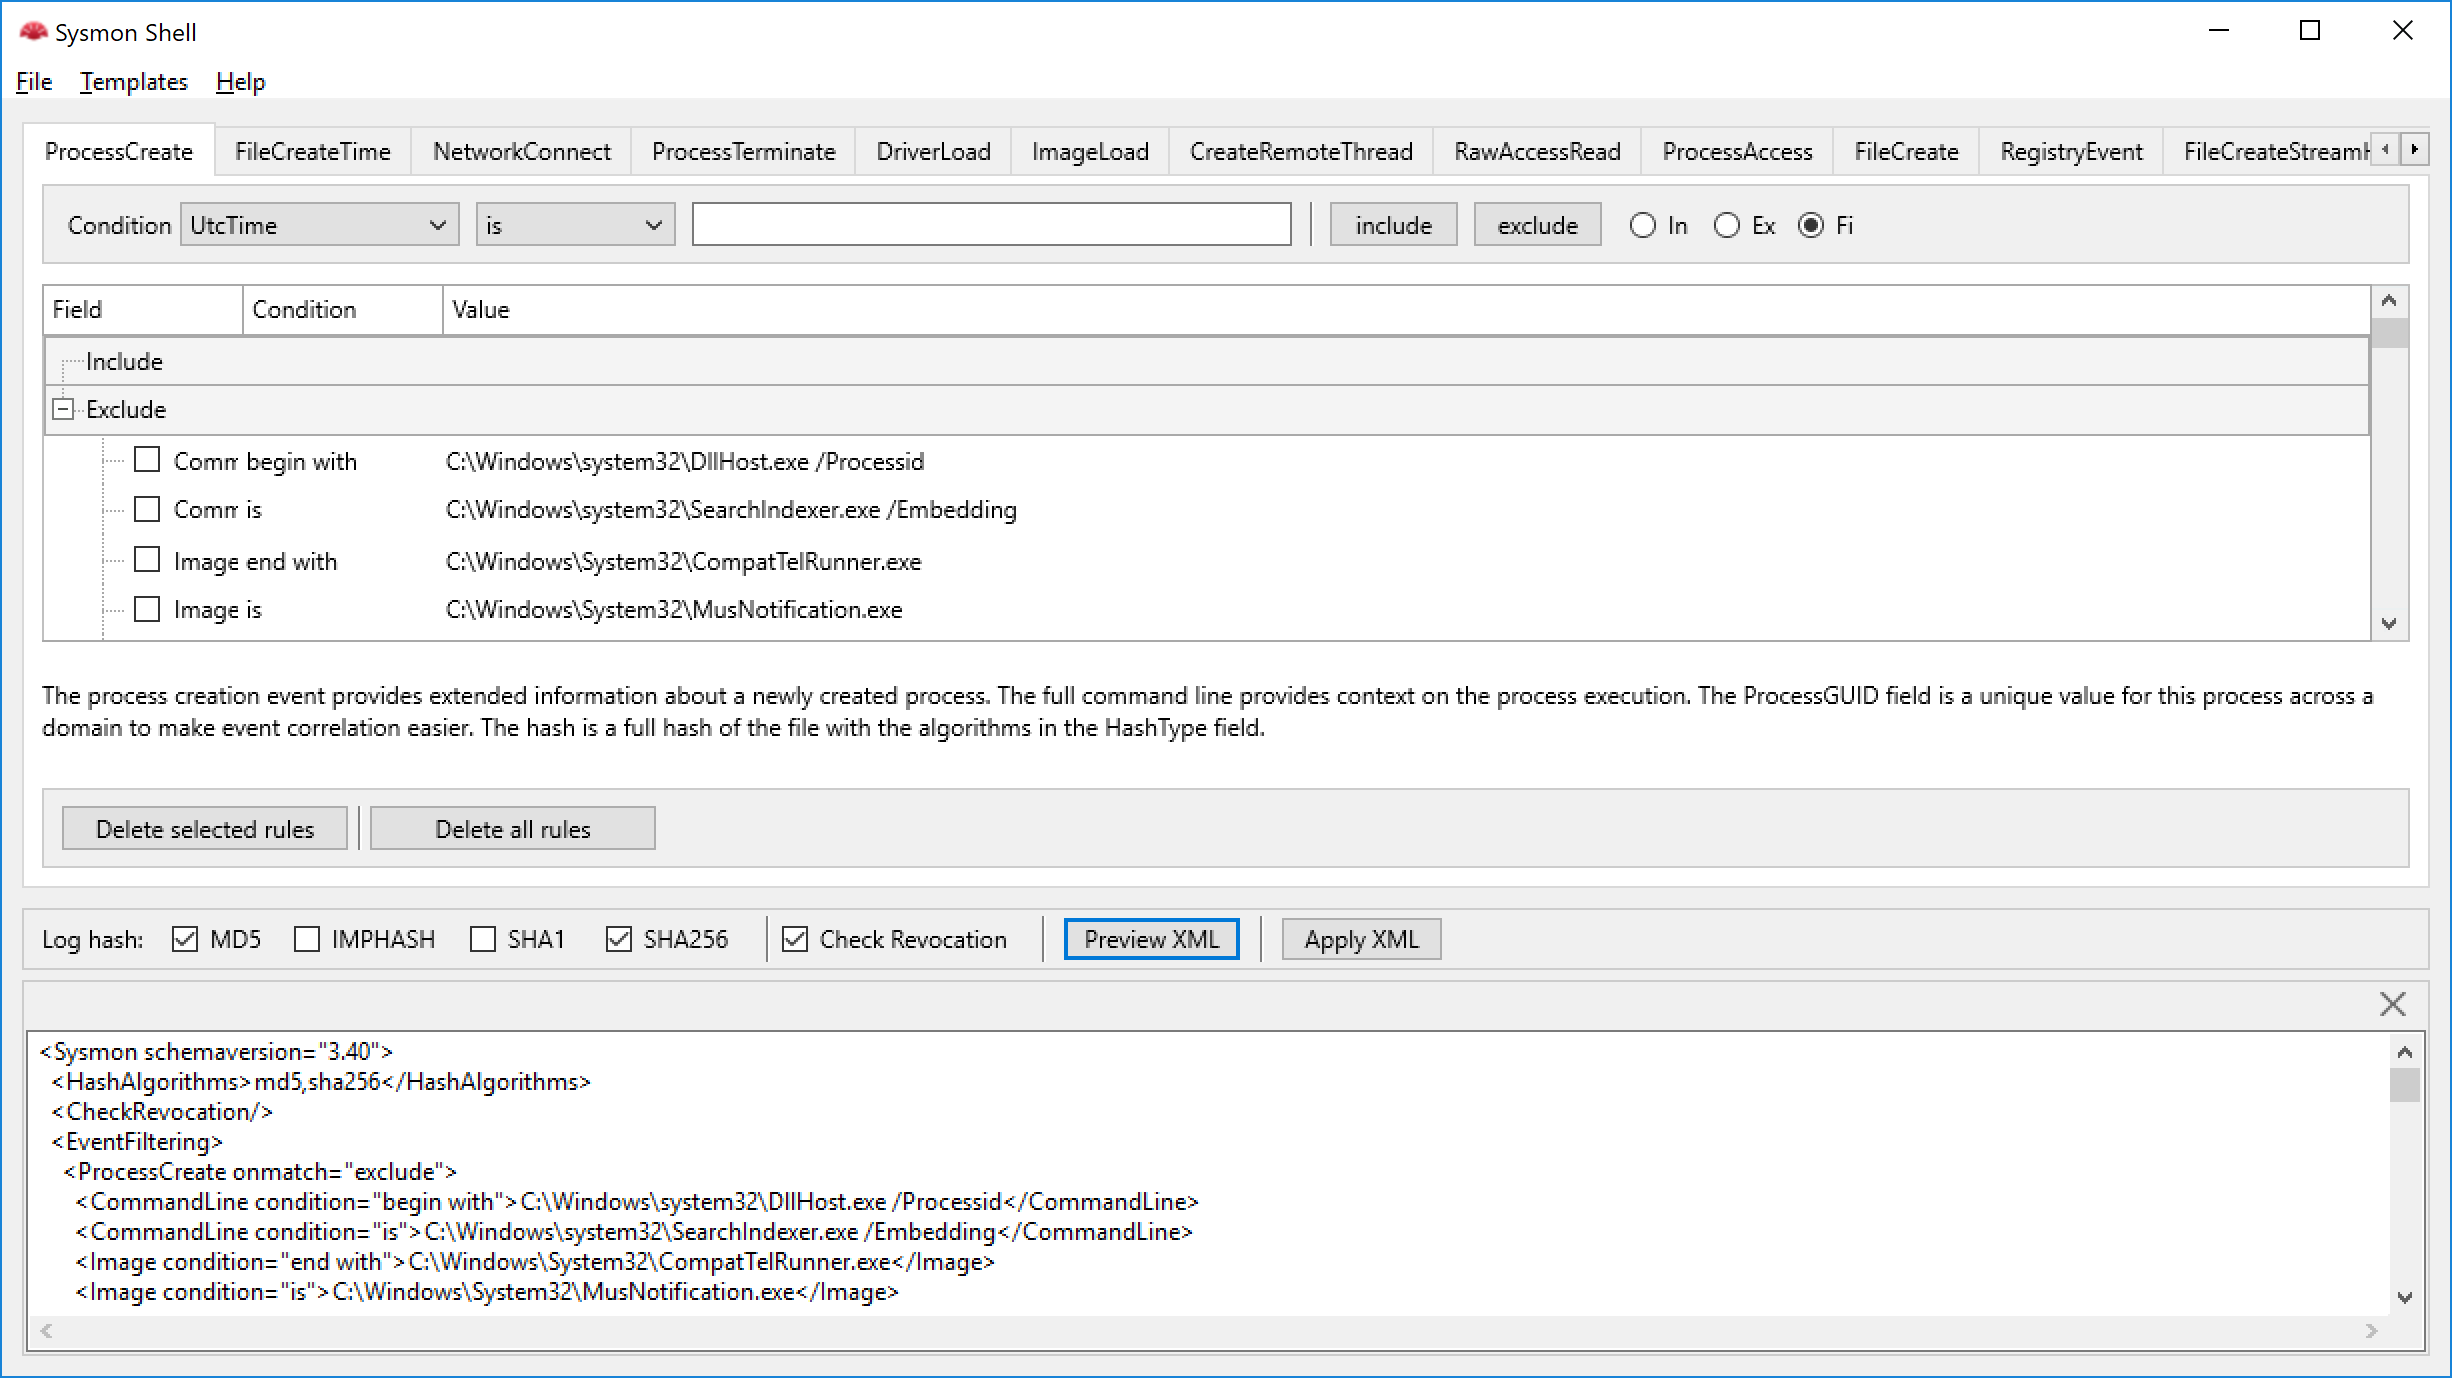 Sysmon Shell
File Templates Help
ProcessCreate FileCreateTime NetworkConnect ProcessTerminate DriverLoad ImageLoad CreateRemoteThread RawAccessRead ProcessAccess FileCreate RegistryEvent FileCreateStreamH
Condition UtcTime is include exclude In Ex Fi
Field Condition Value
Include
Exclude
Comm begin with C:\Windows\system32\DllHost.exe /Processid
Comm is C:\Windows\system32\SearchIndexer.exe /Embedding
Image end with C:\Windows\System32\CompatTelRunner.exe
Image is C:\Windows\System32\MusNotification.exe
The process creation event provides extended information about a newly created process. The full command line provides context on the process execution. The ProcessGUID field is a unique value for this process across a
domain to make event correlation easier. The hash is a full hash of the file with the algorithms in the HashType field.
Delete selected rules Delete all rules
Log hash: MD5 IMPHASH SHA1 SHA256 Check Revocation Preview XML Apply XML
<Sysmon schemaversion="3.40">
<HashAlgorithms>md5,sha256</HashAlgorithms>
<CheckRevocation/>
<EventFiltering>
<ProcessCreate onmatch="exclude">
<CommandLine condition="begin with">C:\Windows\system32\DllHost.exe /Processid</CommandLine>
<CommandLine condition="is">C:\Windows\system32\SearchIndexer.exe /Embedding</CommandLine>
<Image condition="end with">C:\Windows\System32\CompatTelRunner.exe</Image>
<Image condition="is">C:\Windows\System32\MusNotification.exe</Image>